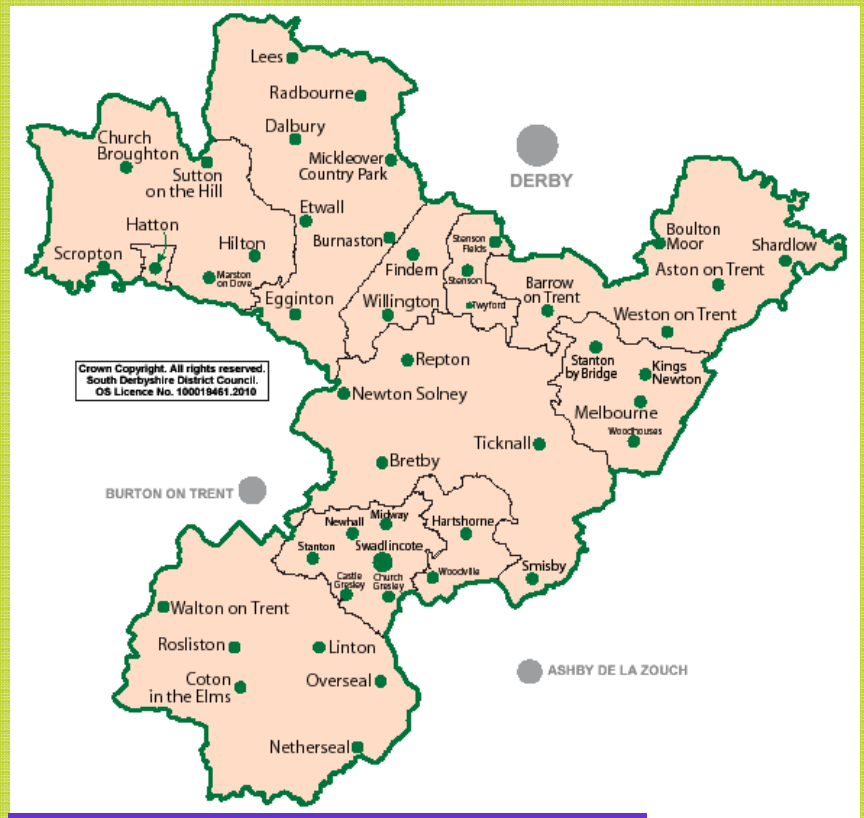 Lees
Radbourne
Dalbury
Church
Broughton
Mickleover
Country Park
Sutton
on the Hill
Etwall
Hatton
Burnaston
Hilton
Scropton
Marston
on Dove
Egginton
Findern
Willington
Stenson
Fields
Stenson
Twyford
DERBY
Barrow
on Trent
Boulton
Moor
Shardlow
Aston on Trent
Weston on Trent
Stanton
by Bridge
Kings
Newton
Melbourne
Woodhouses
Crown Copyright. All rights reserved.
South Derbyshire District Council.
OS Licence No. 100019461.2010
Repton
Newton Solney
Ticknall
Bretby
BURTON ON TRENT
Newhall
Midway
Hartshorne
Stanton
Swadlincote
Castle
Gresley
Church
Gresley
Woodville
Smisby
Walton on Trent
Rosliston
Linton
Coton
in the Elms
Overseal
Netherseal
ASHBY DE LA ZOUCH